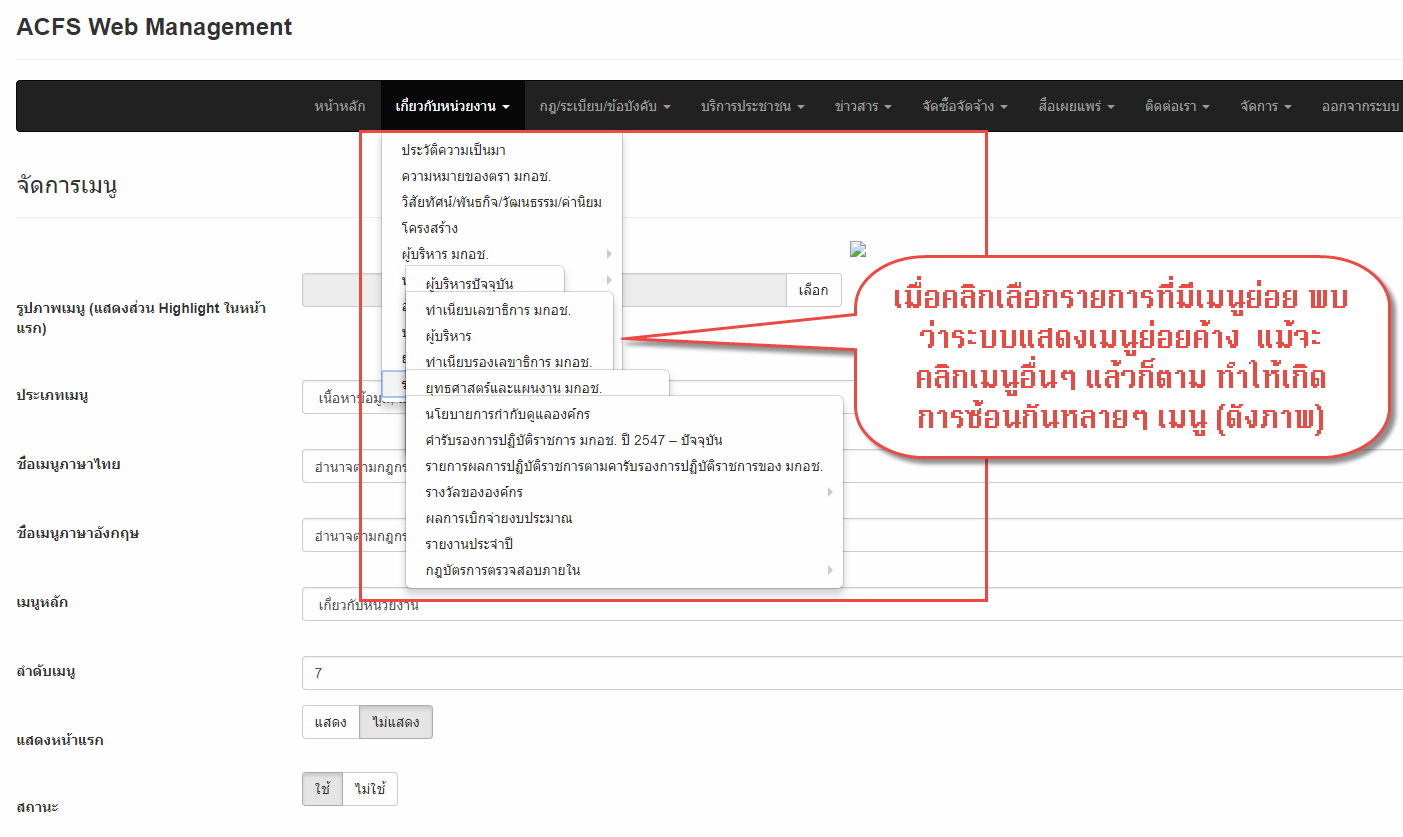 ACFS Web Management
หน้าหลัก เกี่ยวกับหน่วยงาน กฎ/ระเบียบ/ข้อบังคับ บริการประชาชน ข่าวสาร จัดซื้อจัดจ้าง สื่อเผยแพร่ ติดต่อเรา จัดการ ออกจากระบบ
จัดการเมนู
ประวัติความเป็นมา
ความหมายของตรา มกอช.
วิสัยทัศน์/พันธกิจ/วัฒนธรรม/ค่านิยม
โครงสร้าง
ผู้บริหาร มกอช.
ผู้บริหารปัจจุบัน
ทำเนียบเลขาธิการ มกอช.
ผู้บริหาร
ทำเนียบรองเลขาธิการ มกอช.
ยุทธศาสตร์และแผนงาน มกอช.
นโยบายการกำกับดูแลองค์กร
คำรับรองการปฏิบัติราชการ มกอช. ปี 2547 – ปัจจุบัน
รายการผลการปฏิบัติราชการตามคารับรองการปฏิบัติราชการของ มกอช.
รางวัลขององค์กร
ผลการเบิกจ่ายงบประมาณ
รายงานประจำปี
กฎบัตรการตรวจสอบภายใน
เมื่อคลิกเลือกรายการที่มีเมนูย่อย พบ
ว่าระบบแสดงเมนูย่อยค้าง แม้จะ
คลิกเมนูอื่นๆ แล้วก็ตาม ทำให้เกิด
การซ้อนกันหลายๆ เมนู (ดังภาพ)
รูปภาพเมนู (แสดงส่วน Highlight ในหน้า
แรก)
เลือก
ประเภทเมนู
ชื่อเมนูภาษาไทย
ชื่อเมนูภาษาอังกฤษ
เมนูหลัก เกี่ยวกับหน่วยงาน
ลำดับเมนู 7
แสดงหน้าแรก แสดง ไม่แสดง
สถานะ ใช้ ไม่ใช้